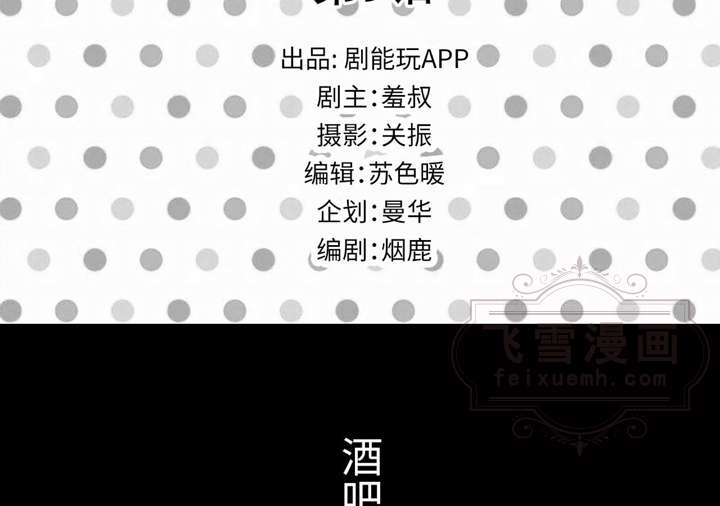 出品: 剧能玩APP
剧主:羞叔
摄影:关振
编辑:苏色暖
企划:曼华
编剧:烟鹿
飞雪漫画
feixuemh.com
酒吧